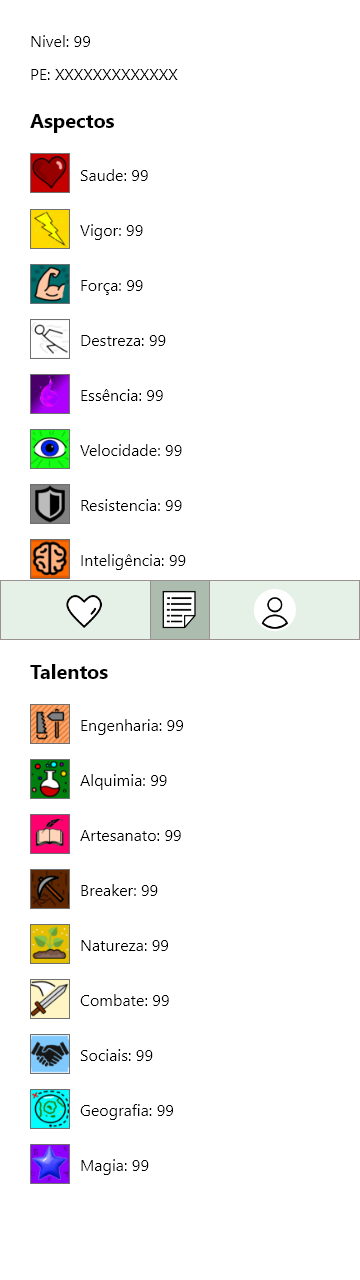 Nivel: 99
PE: XXXXXXXXXXXXX
Aspectos
Saude: 99
Vigor: 99
Força: 99
Destreza: 99
Essência: 99
Velocidade: 99
Resistencia: 99
Inteligência: 99
Talentos
Engenharia: 99
Alquimia: 99
Artesanato: 99
Breaker: 99
Natureza: 99
Combate: 99
Sociais: 99
Geografia: 99
Magia: 99